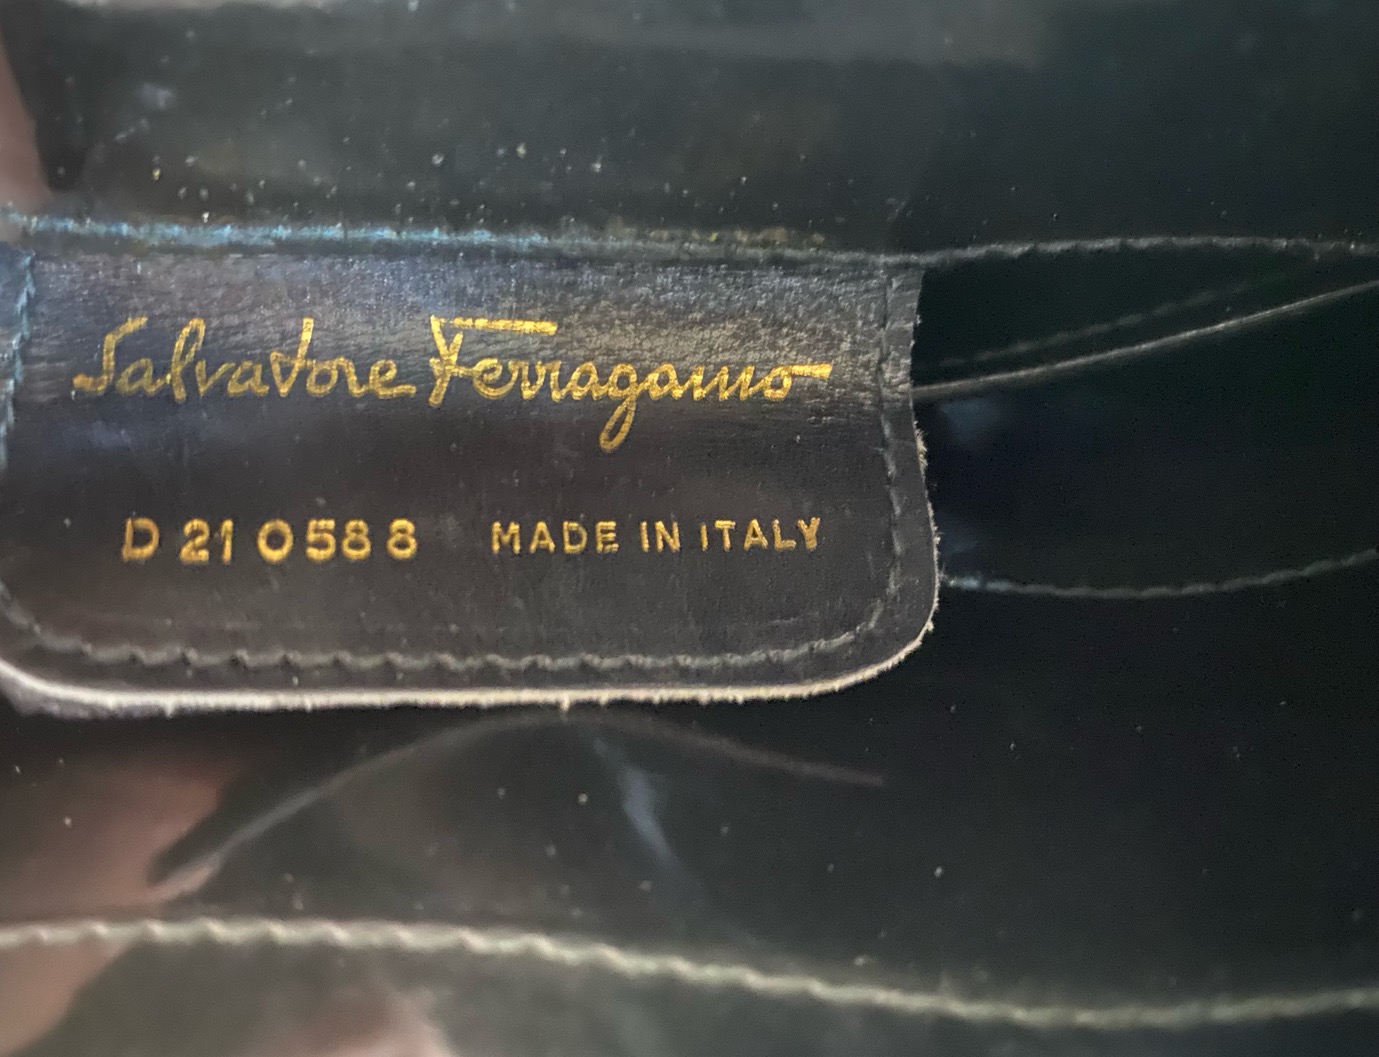 Salvatore Ferragamo
D 21 0588 MADE IN ITALY